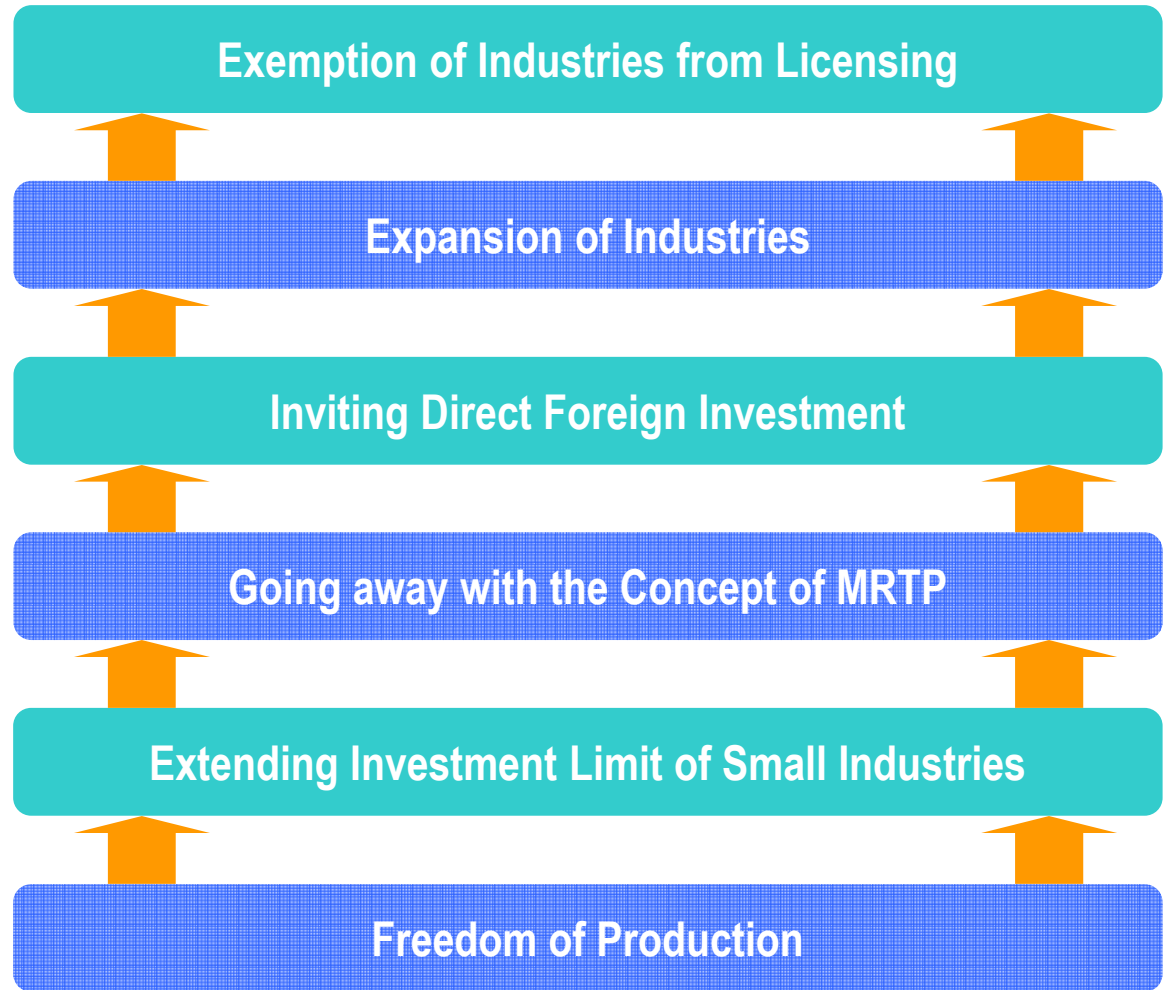 Exemption of Industries from Licensing
Expansion of Industries
Inviting Direct Foreign Investment
Going away with the Concept of MRTP
Extending Investment Limit of Small Industries
Freedom of Production